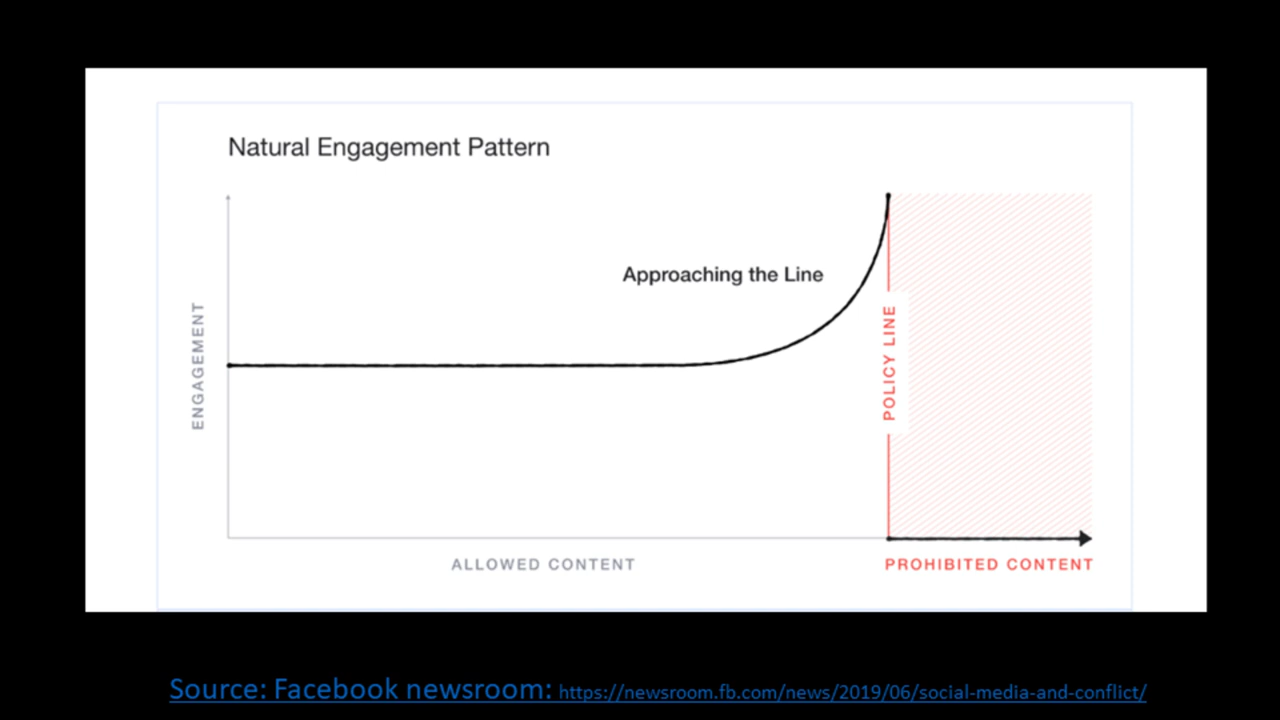 Natural Engagement Pattern
Approaching the Line
ENGAGEMENT
POLICY LINE
ALLOWED CONTENT
PROHIBITED CONTENT
Source: Facebook newsroom: https://newsroom.fb.com/news/2019/06/social-media-and-conflict/